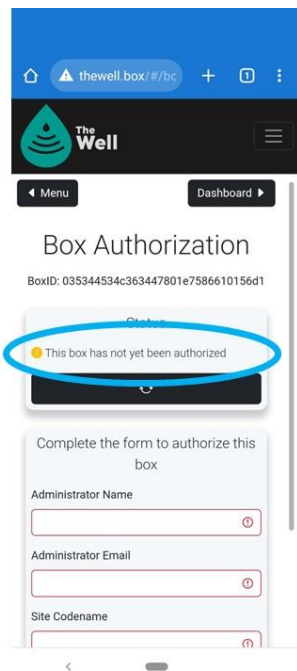 thewell.box/#/bc
1
The
Well
Menu
Dashboard
Box Authorization
BoxID: 035344534c363447801e7586610156d1
Status
This box has not yet been authorized
Complete the form to authorize this
box
Administrator Name
Administrator Email
Site Codename